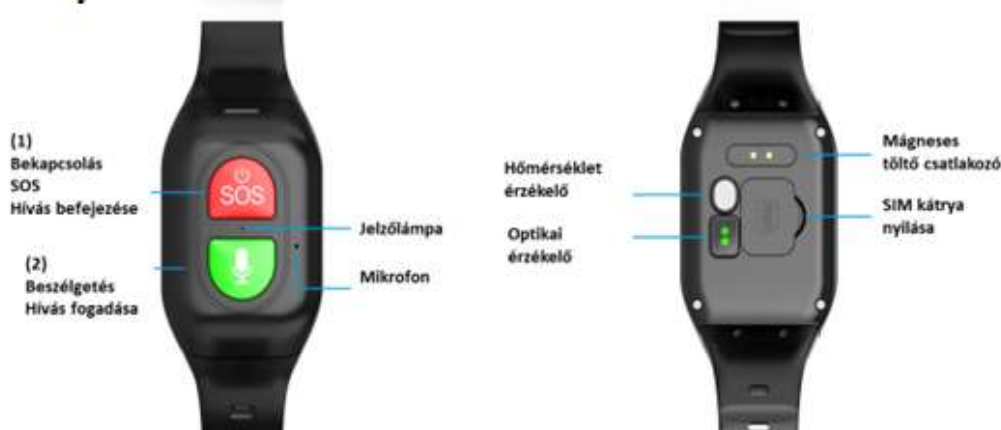 (1)
Bekapcsolás
SOS
Hívás befejezése
(2)
Beszélgetés
Hívás fogadása
SOS
Jelzőlámpa
Mikrofon
Hőmérséklet
érzékelő
Optikai
érzékelő
Mágneses
töltő csatlakozó
SIM kátrya
nyilása